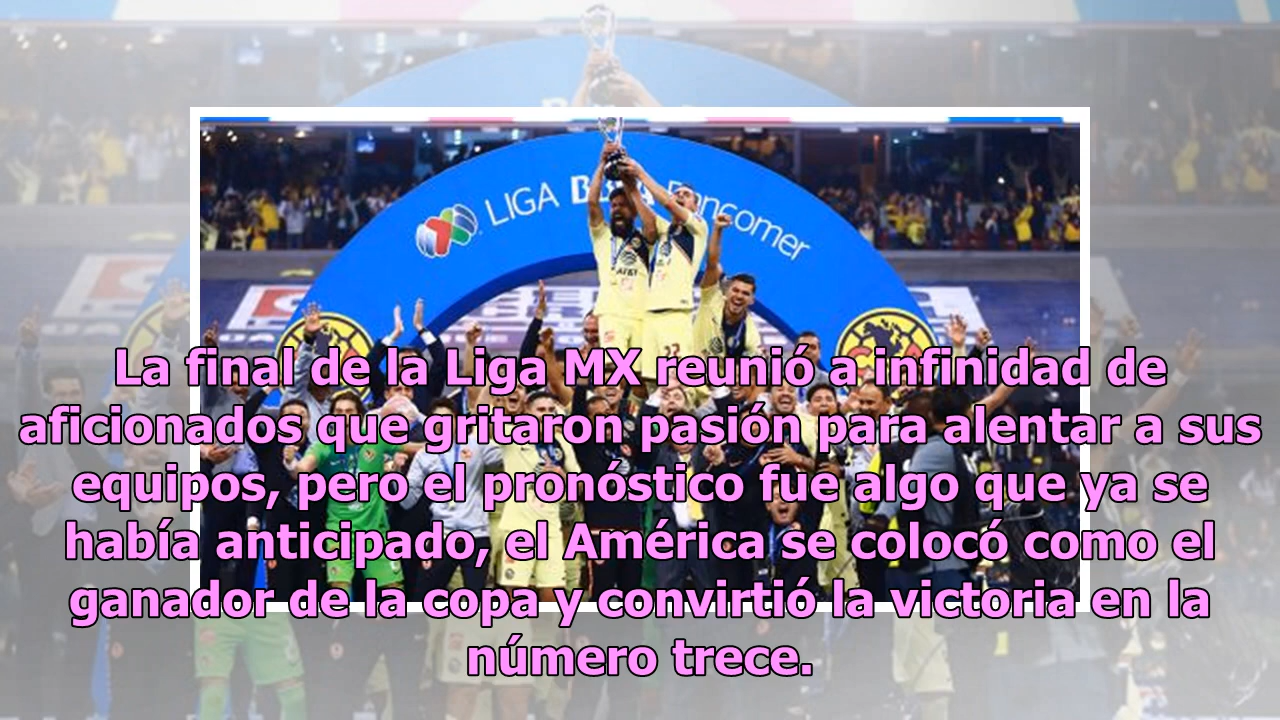 LIGA BBVA Bancomer
AT&T
La final de la Liga MX reunió a infinidad de
aficionados que gritaron pasión para alentar a sus
equipos, pero el pronóstico fue algo que ya se
había anticipado, el América se colocó como el
ganador de la copa y convirtió la victoria en la
número trece.